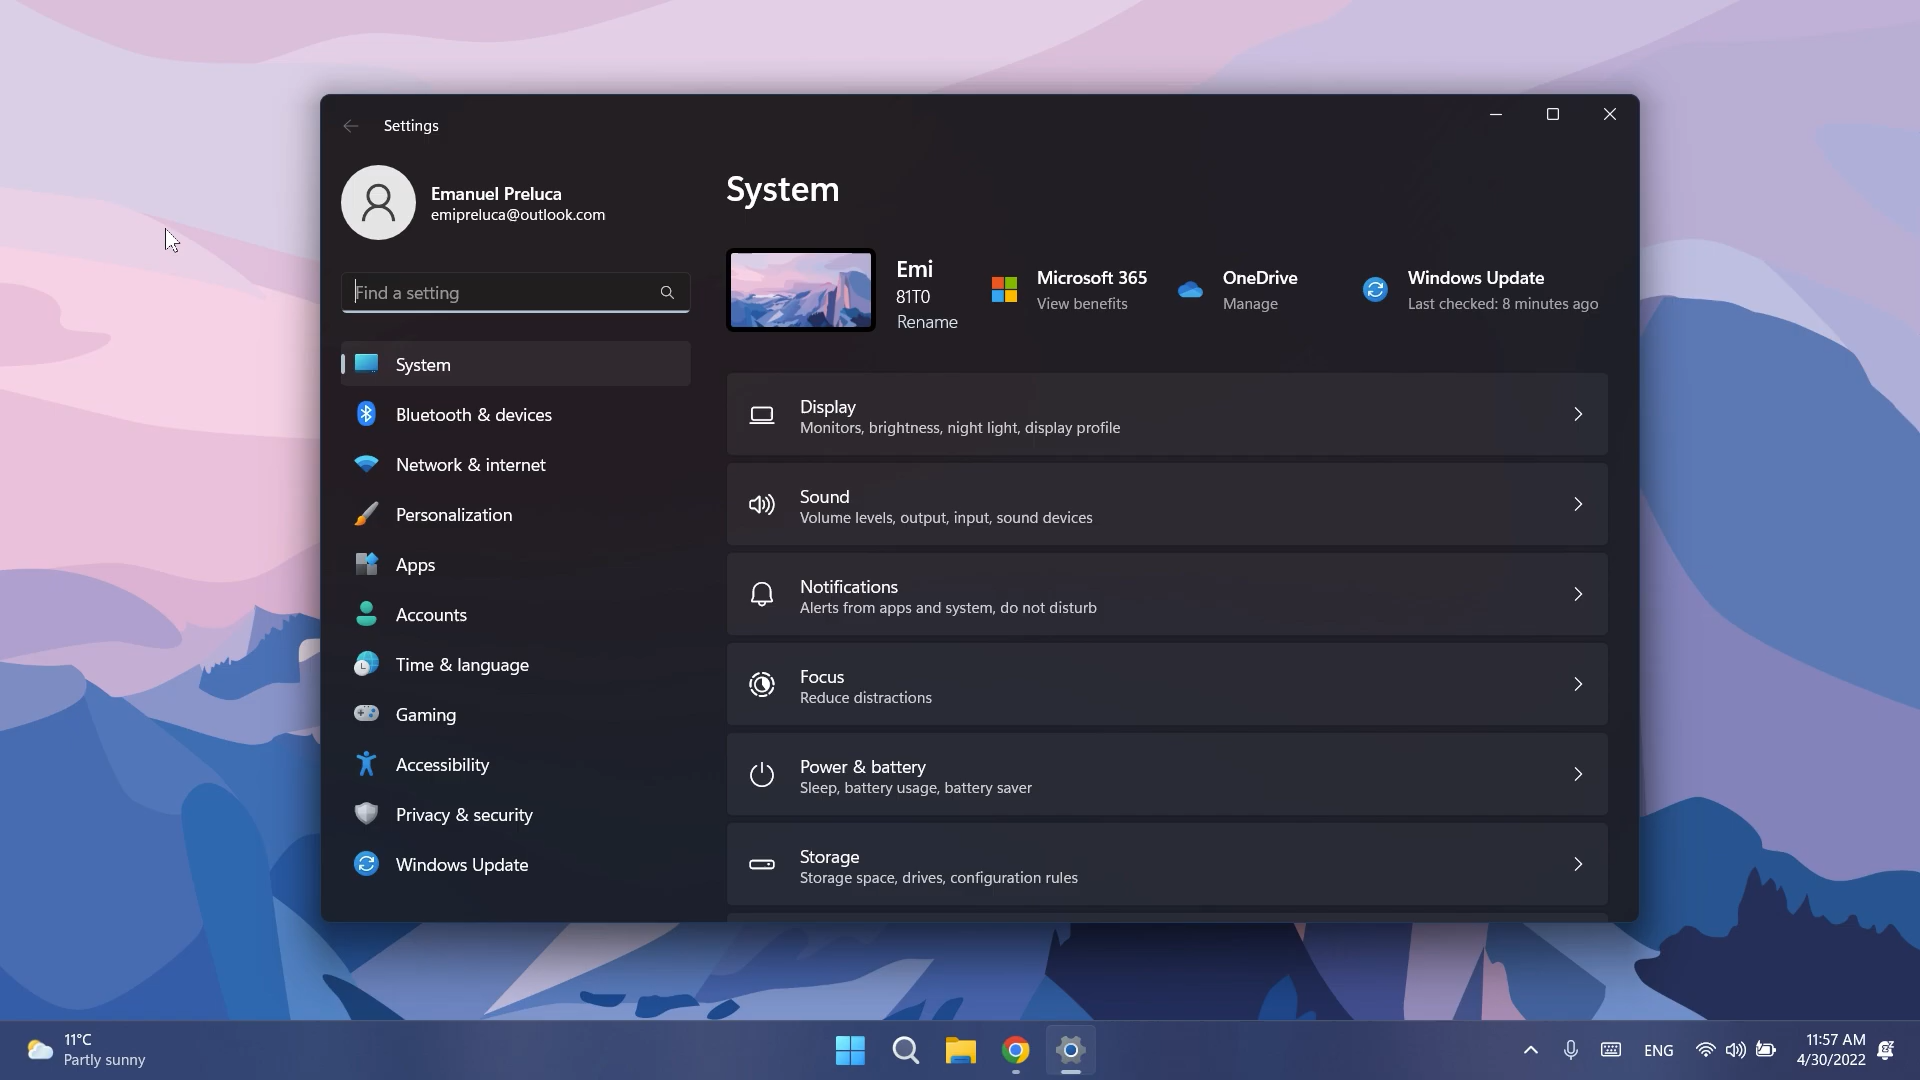 Settings
Emanuel Preluca
emipreluca@outlook.com
Find a setting
System
Bluetooth & devices
Network & internet
Personalization
Apps
Accounts
Time & language
Gaming
Accessibility
Privacy & security
Windows Update
System
Emi
81T0
Rename
Microsoft 365
View benefits
OneDrive
Manage
Windows Update
Last checked: 8 minutes ago
Display
Monitors, brightness, night light, display profile
Sound
Volume levels, output, input, sound devices
Notifications
Alerts from apps and system, do not disturb
Focus
Reduce distractions
Power & battery
Sleep, battery usage, battery saver
Storage
Storage space, drives, configuration rules
11°C
Partly sunny
ENG
11:57 AM
4/30/2022